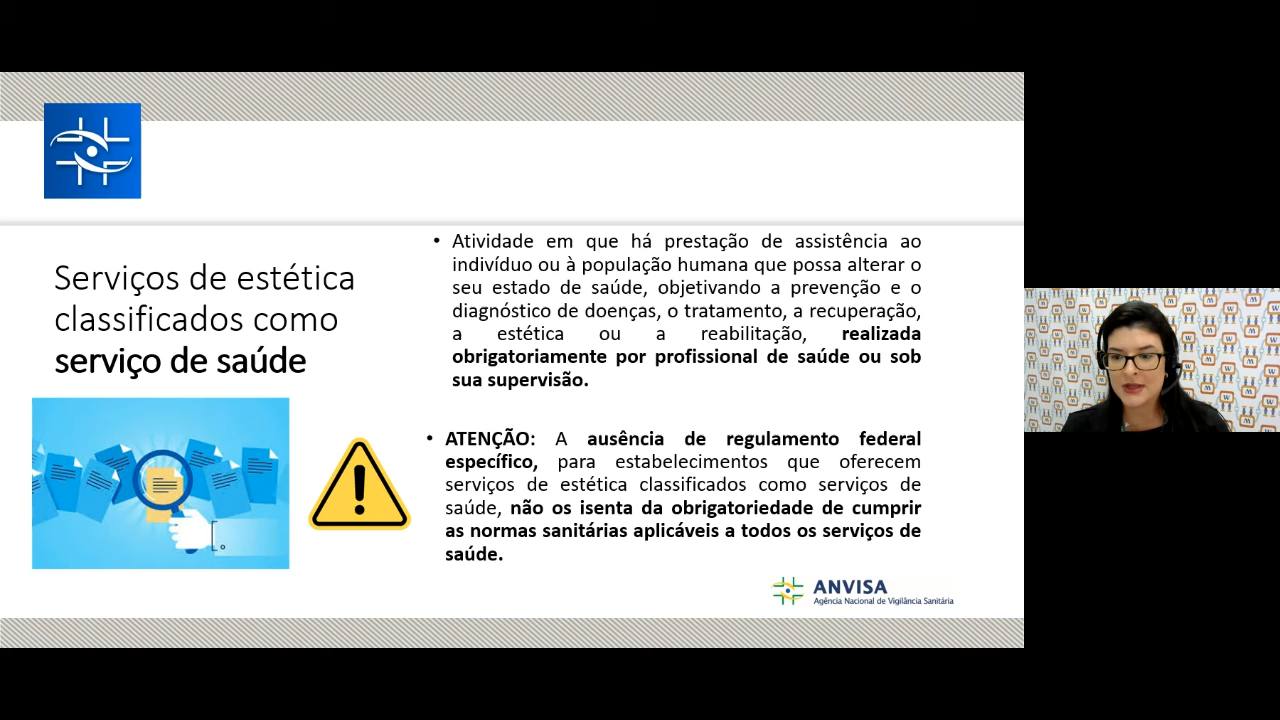 Serviços de estética
classificados como
serviço de saúde
• Atividade em que há prestação de assistência ao
indivíduo ou à população humana que possa alterar o
seu estado de saúde, objetivando a prevenção e o
diagnóstico de doenças, o tratamento, a recuperação,
a estética ou a reabilitação, realizada
obrigatoriamente por profissional de saúde ou sob
sua supervisão.
• ATENÇÃO: A ausência de regulamento federal
específico, para estabelecimentos que oferecem
serviços de estética classificados como serviços de
saúde, não os isenta da obrigatoriedade de cumprir
as normas sanitárias aplicáveis a todos os serviços de
saúde.
ANVISA
Agência Nacional de Vigilância Sanitária